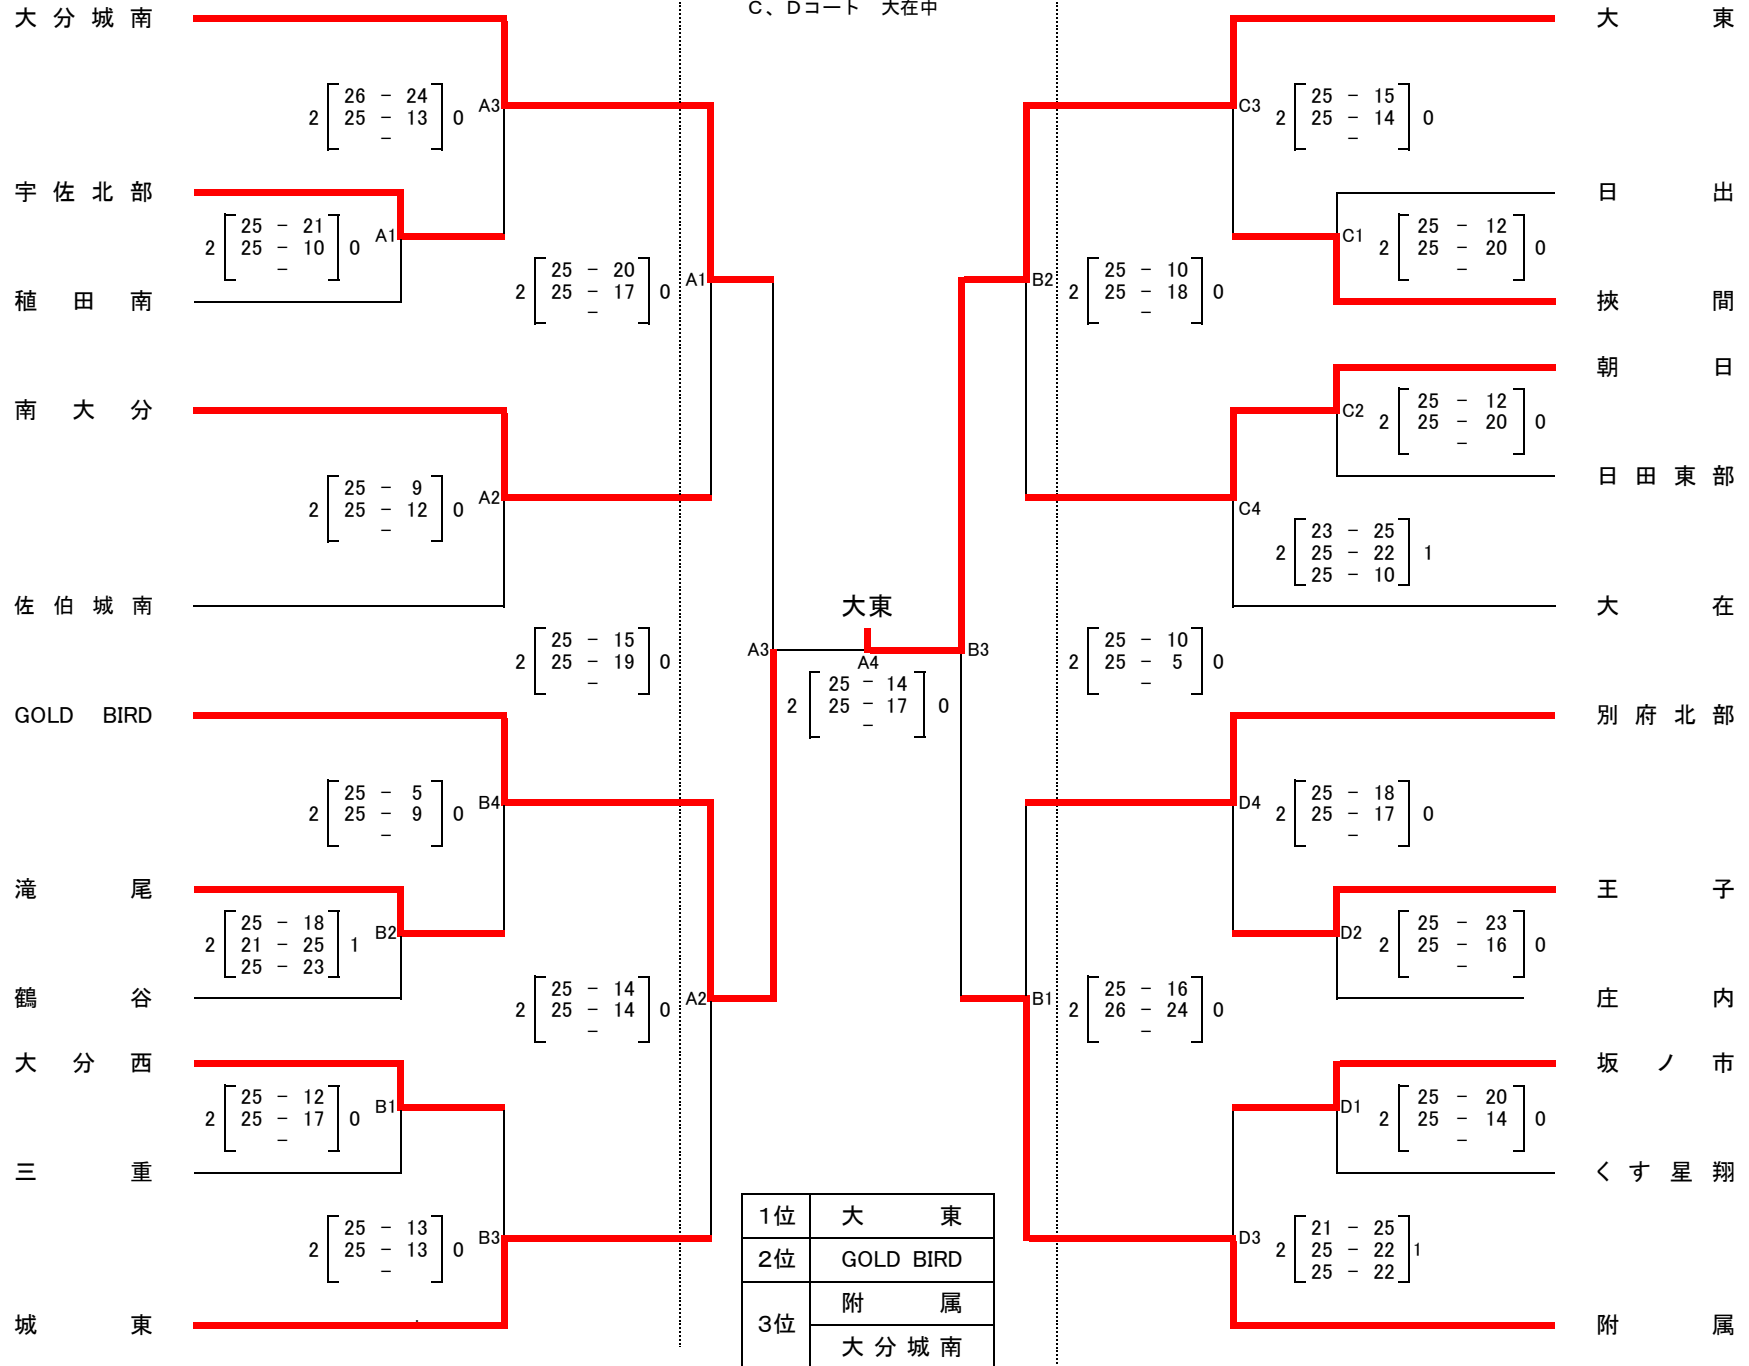 C、Dコート 大在中
大分城南
大東
26 - 24
2 25 - 13 0
-
A3
C3
25 - 15
2 25 - 14 0
-
宇佐北部
日出
25 - 21
2 25 - 10 0
-
A1
C1
25 - 12
2 25 - 20 0
-
25 - 20
2 25 - 17 0
-
A1
B2
25 - 10
2 25 - 18 0
-
稙田南
挾間
朝日
南大分
C2
25 - 12
2 25 - 20 0
-
日田東部
25 - 9
2 25 - 12 0
-
A2
C4
23 - 25
2 25 - 22 1
25 - 10
佐伯城南
大東
大在
25 - 15
2 25 - 19 0
-
A3
A4
B3
25 - 10
2 25 - 5 0
-
25 - 14
2 25 - 17 0
-
GOLD BIRD
別府北部
25 - 5
2 25 - 9 0
-
B4
D4
25 - 18
2 25 - 17 0
-
滝尾
王子
25 - 18
2 21 - 25 1
25 - 23
B2
D2
25 - 23
2 25 - 16 0
-
鶴谷
25 - 14
2 25 - 14 0
-
A2
B1
25 - 16
2 26 - 24 0
-
庄内
大分西
坂ノ市
25 - 12
2 25 - 17 0
-
B1
D1
25 - 20
2 25 - 14 0
-
三重
くす星翔
25 - 13
2 25 - 13 0
-
B3
D3
21 - 25
2 25 - 22 1
25 - 22
城東
附属
1位 大東
2位 GOLD BIRD
3位 附属
大分城南